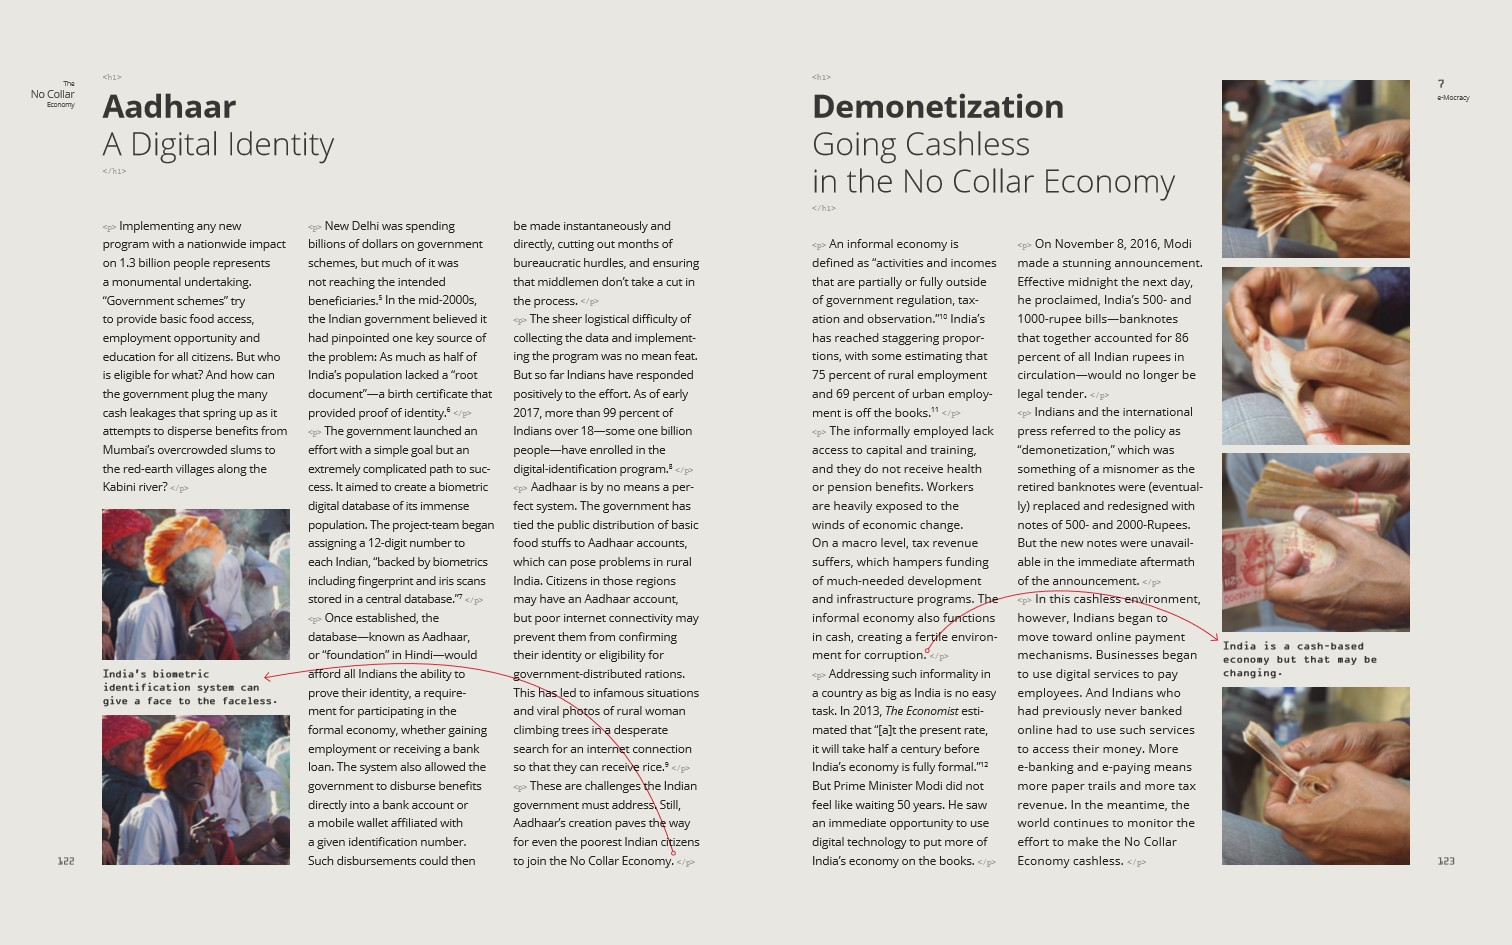 The
No Collar
Economy
<h1>
Aadhaar
A Digital Identity
</h1>
<p> Implementing any new
program with a nationwide impact
on 1.3 billion people represents
a monumental undertaking.
“Government schemes” try
to provide basic food access,
employment opportunity and
education for all citizens. But who
is eligible for what? And how can
the government plug the many
cash leakages that spring up as it
attempts to disperse benefits from
Mumbai’s overcrowded slums to
the red-earth villages along the
Kabini river? </p>
India’s biometric
identification system can
give a face to the faceless.
<p> New Delhi was spending
billions of dollars on government
schemes, but much of it was
not reaching the intended
beneficiaries.⁵ In the mid-2000s,
the Indian government believed it
had pinpointed one key source of
the problem: As much as half of
India’s population lacked a “root
document”—a birth certificate that
provided proof of identity.⁶ </p>
<p> The government launched an
effort with a simple goal but an
extremely complicated path to suc-
cess. It aimed to create a biometric
digital database of its immense
population. The project-team began
assigning a 12-digit number to
each Indian, “backed by biometrics
including fingerprint and iris scans
stored in a central database.”⁷ </p>
<p> Once established, the
database—known as Aadhaar,
or “foundation” in Hindi—would
afford all Indians the ability to
prove their identity, a require-
ment for participating in the
formal economy, whether gaining
employment or receiving a bank
loan. The system also allowed the
government to disburse benefits
directly into a bank account or
a mobile wallet affiliated with
a given identification number.
Such disbursements could then
be made instantaneously and
directly, cutting out months of
bureaucratic hurdles, and ensuring
that middlemen don’t take a cut in
the process. </p>
<p> The sheer logistical difficulty of
collecting the data and implement-
ing the program was no mean feat.
But so far Indians have responded
positively to the effort. As of early
2017, more than 99 percent of
Indians over 18—some one billion
people—have enrolled in the
digital-identification program.⁸ </p>
<p> Aadhaar is by no means a per-
fect system. The government has
tied the public distribution of basic
food stuffs to Aadhaar accounts,
which can pose problems in rural
India. Citizens in those regions
may have an Aadhaar account,
but poor internet connectivity may
prevent them from confirming
their identity or eligibility for
government-distributed rations.
This has led to infamous situations
and viral photos of rural woman
climbing trees in a desperate
search for an internet connection
so that they can receive rice.⁹ </p>
<p> These are challenges the Indian
government must address. Still,
Aadhaar’s creation paves the way
for even the poorest Indian citizens
to join the No Collar Economy. </p>
122
<h1>
Demonetization
Going Cashless
in the No Collar Economy
</h1>
<p> An informal economy is
defined as “activities and incomes
that are partially or fully outside
of government regulation, tax-
ation and observation.”¹⁰ India’s
has reached staggering propor-
tions, with some estimating that
75 percent of rural employment
and 69 percent of urban employ-
ment is off the books.¹¹ </p>
<p> The informally employed lack
access to capital and training,
and they do not receive health
or pension benefits. Workers
are heavily exposed to the
winds of economic change.
On a macro level, tax revenue
suffers, which hampers funding
of much-needed development
and infrastructure programs. The
informal economy also functions
in cash, creating a fertile environ-
ment for corruption. </p>
<p> Addressing such informality in
a country as big as India is no easy
task. In 2013, The Economist esti-
mated that “[a]t the present rate,
it will take half a century before
India’s economy is fully formal.”¹²
But Prime Minister Modi did not
feel like waiting 50 years. He saw
an immediate opportunity to use
digital technology to put more of
India’s economy on the books. </p>
<p> On November 8, 2016, Modi
made a stunning announcement.
Effective midnight the next day,
he proclaimed, India’s 500- and
1000-rupee bills—banknotes
that together accounted for 86
percent of all Indian rupees in
circulation—would no longer be
legal tender. </p>
<p> Indians and the international
press referred to the policy as
“demonetization,” which was
something of a misnomer as the
retired banknotes were (eventual-
ly) replaced and redesigned with
notes of 500- and 2000-Rupees.
But the new notes were unavail-
able in the immediate aftermath
of the announcement. </p>
<p> In this cashless environment,
however, Indians began to
move toward online payment
mechanisms. Businesses began
to use digital services to pay
employees. And Indians who
had previously never banked
online had to use such services
to access their money. More
e-banking and e-paying means
more paper trails and more tax
revenue. In the meantime, the
world continues to monitor the
effort to make the No Collar
Economy cashless. </p>
India is a cash-based
economy but that may be
changing.
7
e-Mocracy
123